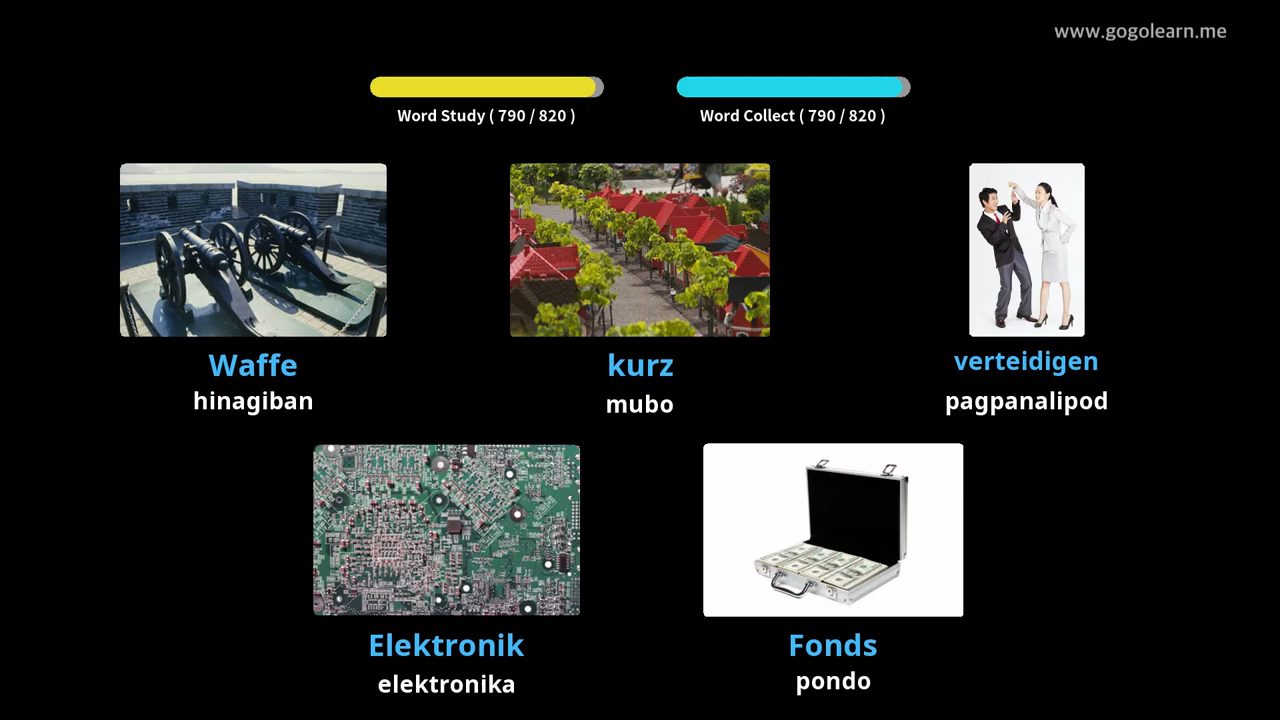 www.gogolearn.me
Word Study ( 790 / 820 )
Word Collect ( 790 / 820 )
Waffe
hinagiban
kurz
mubo
verteidigen
pagpanalipod
Elektronik
elektronika
Fonds
pondo